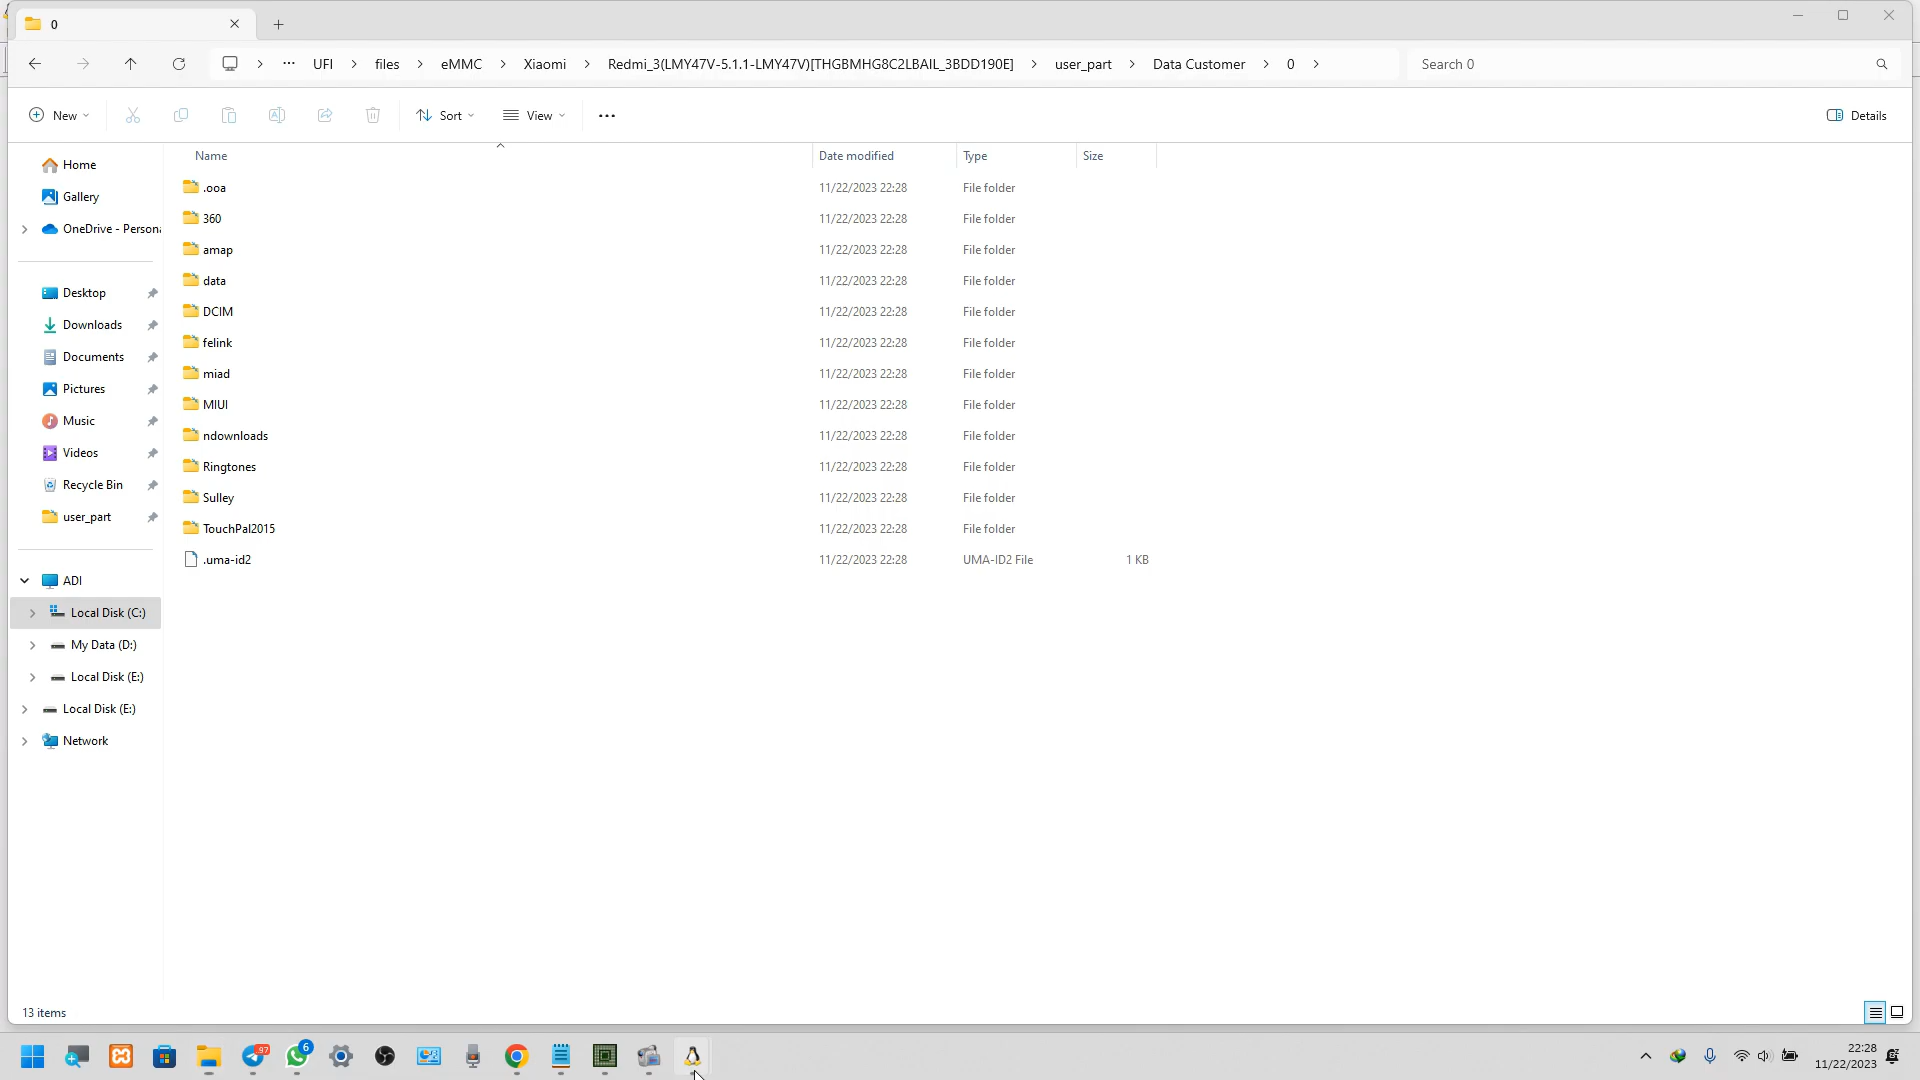 0
UFI > files > eMMC > Xiaomi > Redmi_3(LMY47V-5.1.1-LMY47V)[THGBMHG8C2LBAIL_3BDD190E] > user_part > Data Customer > 0 >
Search 0
New
Sort
View
Details
Name Date modified Type Size
Home
Gallery
OneDrive - Persona
Desktop
Downloads
Documents
Pictures
Music
Videos
Recycle Bin
user_part
ADI
Local Disk (C:)
My Data (D:)
Local Disk (E:)
Local Disk (E:)
Network
.ooa 11/22/2023 22:28 File folder
360 11/22/2023 22:28 File folder
amap 11/22/2023 22:28 File folder
data 11/22/2023 22:28 File folder
DCIM 11/22/2023 22:28 File folder
felink 11/22/2023 22:28 File folder
miad 11/22/2023 22:28 File folder
MIUI 11/22/2023 22:28 File folder
ndownloads 11/22/2023 22:28 File folder
Ringtones 11/22/2023 22:28 File folder
Sulley 11/22/2023 22:28 File folder
TouchPal2015 11/22/2023 22:28 File folder
.uma-id2 11/22/2023 22:28 UMA-ID2 File 1 KB
13 items
97
6
22:28
11/22/2023